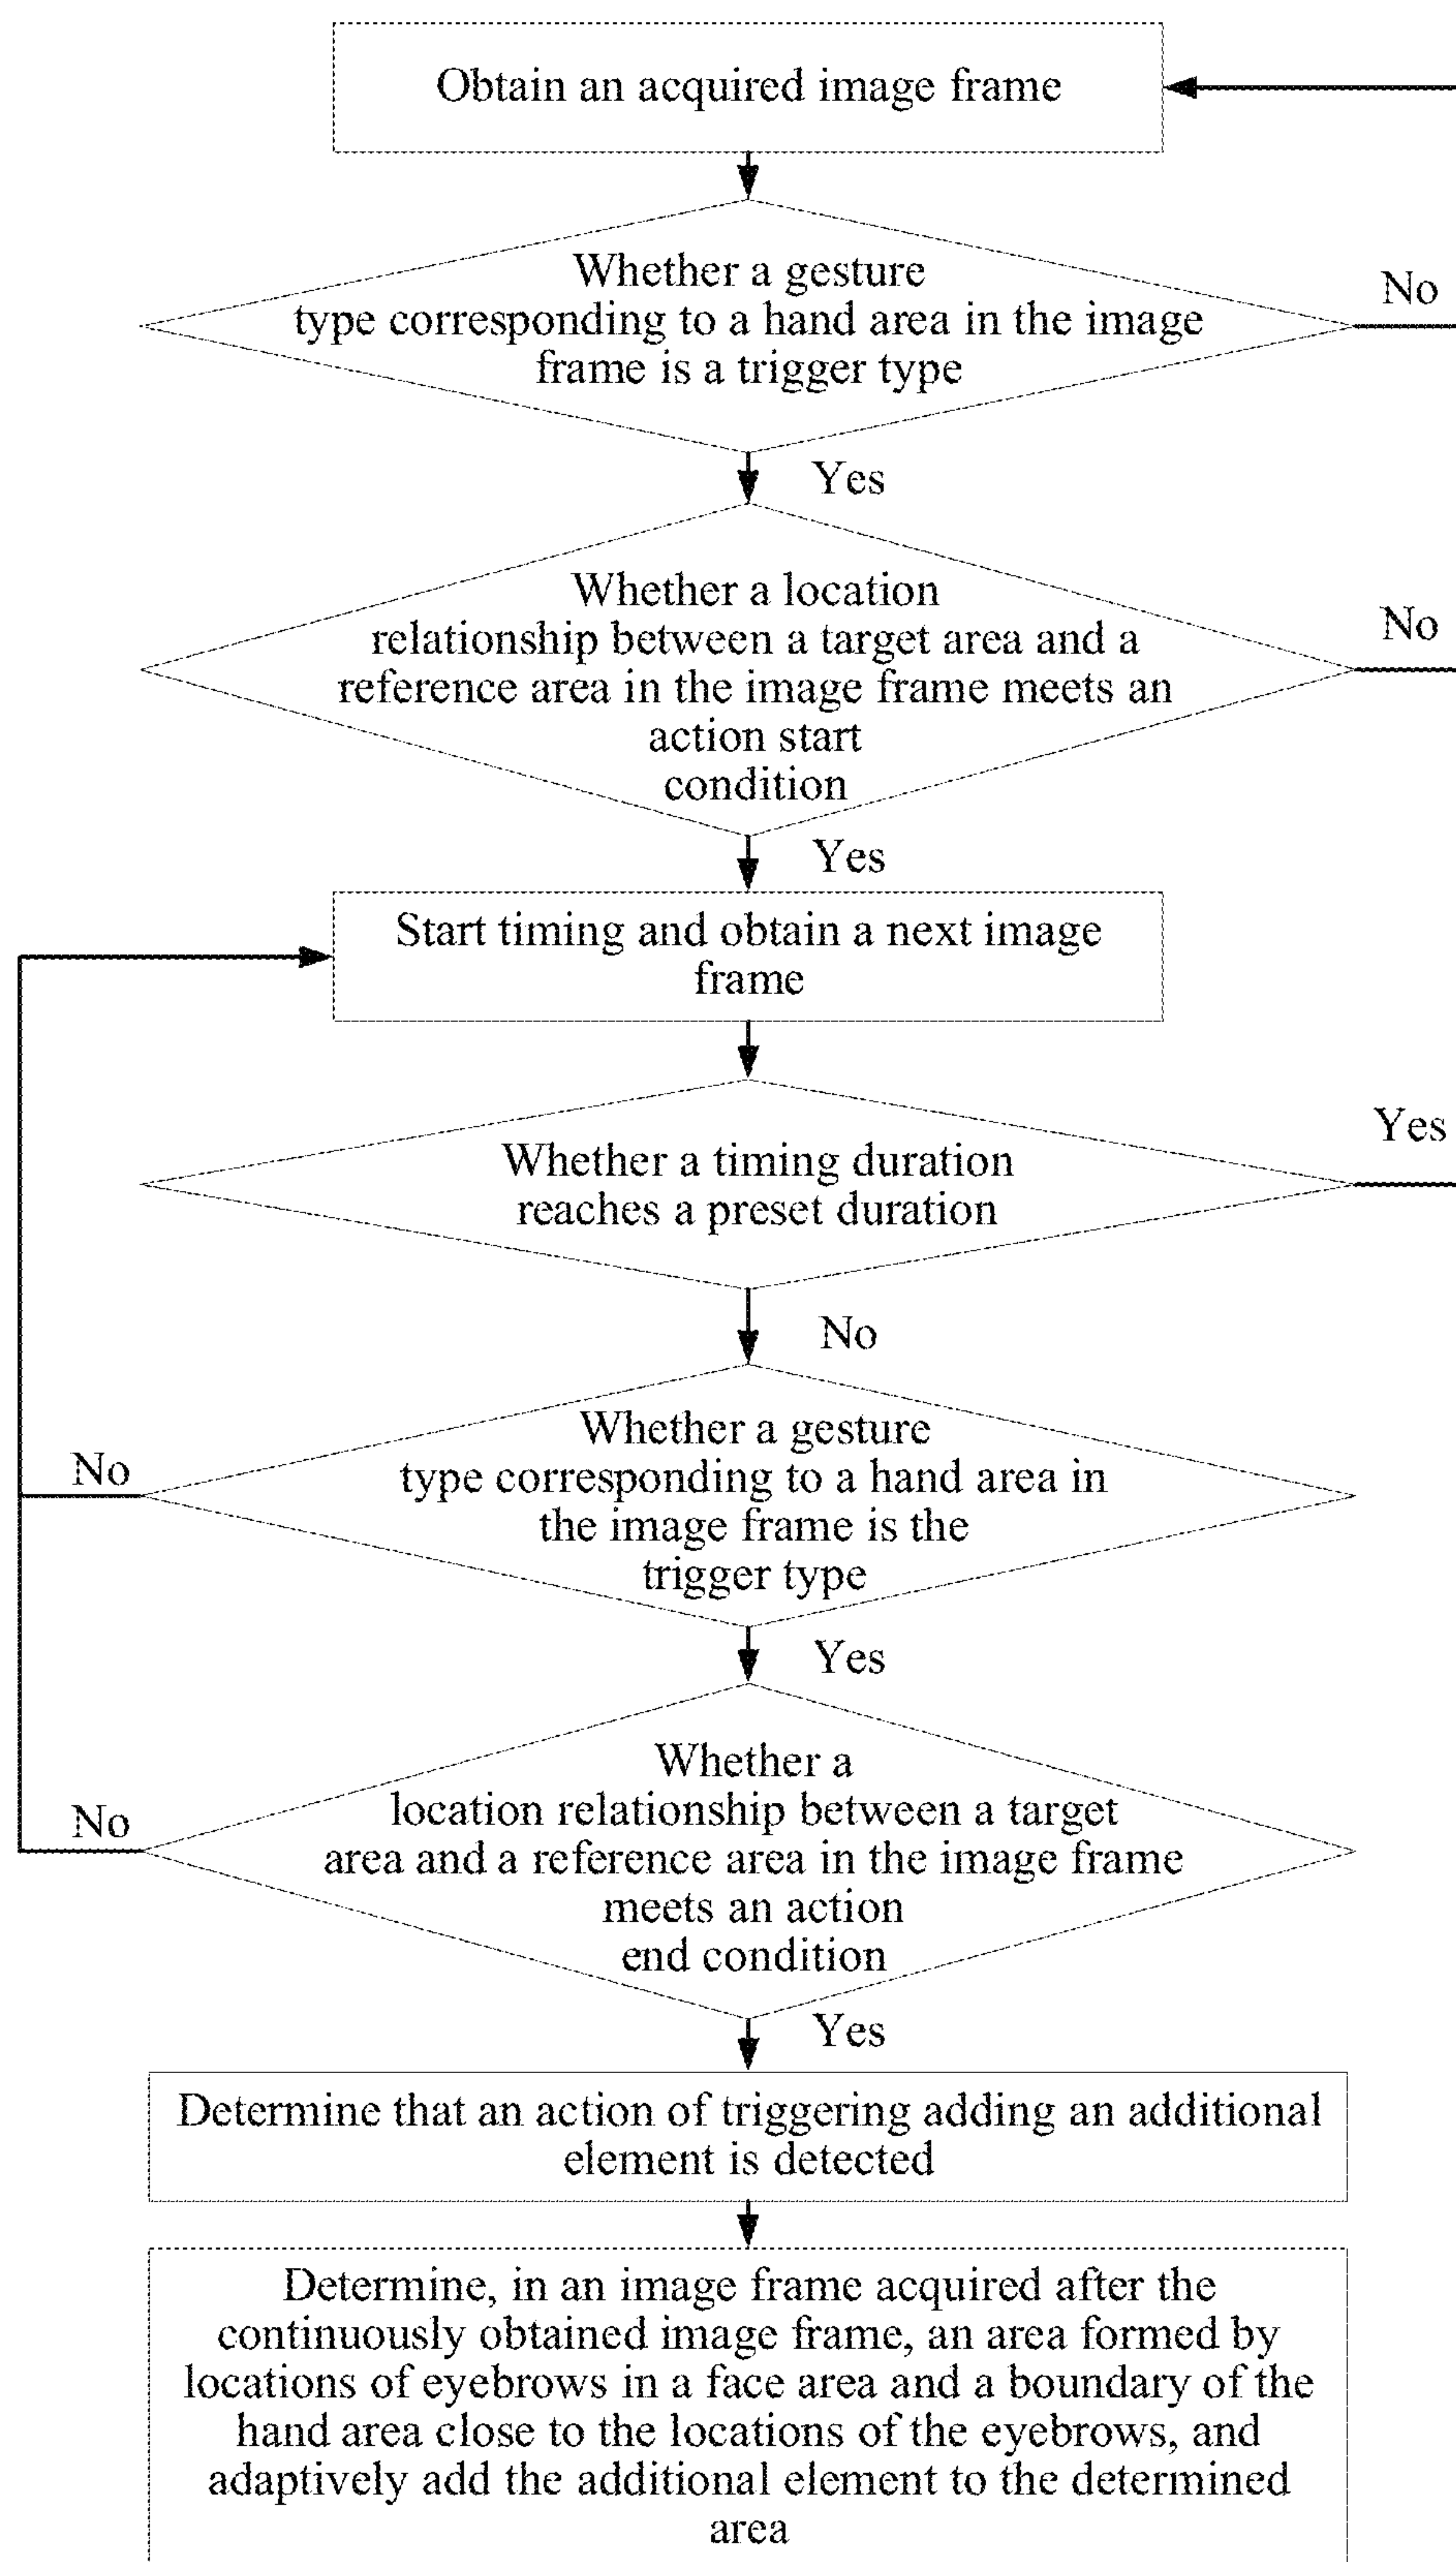 Obtain an acquired image frame
Whether a gesture
type corresponding to a hand area in the image
frame is a trigger type
No
Yes
Whether a location
relationship between a target area and a
reference area in the image frame meets an
action start
condition
No
Yes
Start timing and obtain a next image
frame
Whether a timing duration
reaches a preset duration
Yes
No
Whether a gesture
type corresponding to a hand area in
the image frame is the
trigger type
No
Yes
Whether a
location relationship between a target
area and a reference area in the image frame
meets an action
end condition
No
Yes
Determine that an action of triggering adding an additional
element is detected
Determine, in an image frame acquired after the
continuously obtained image frame, an area formed by
locations of eyebrows in a face area and a boundary of the
hand area close to the locations of the eyebrows, and
adaptively add the additional element to the determined
area